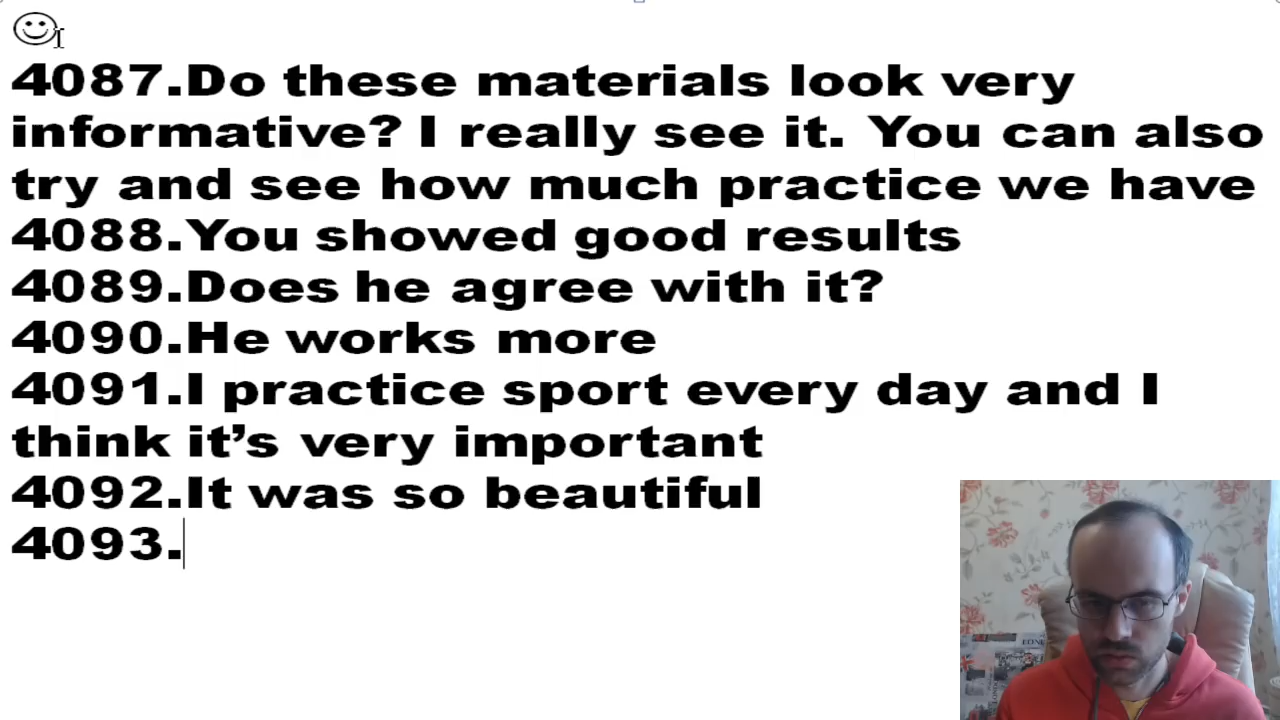 4087.Do these materials look very
informative? I really see it. You can also
try and see how much practice we have
4088.You showed good results
4089.Does he agree with it?
4090.He works more
4091.I practice sport every day and I
think it’s very important
4092.It was so beautiful
4093.